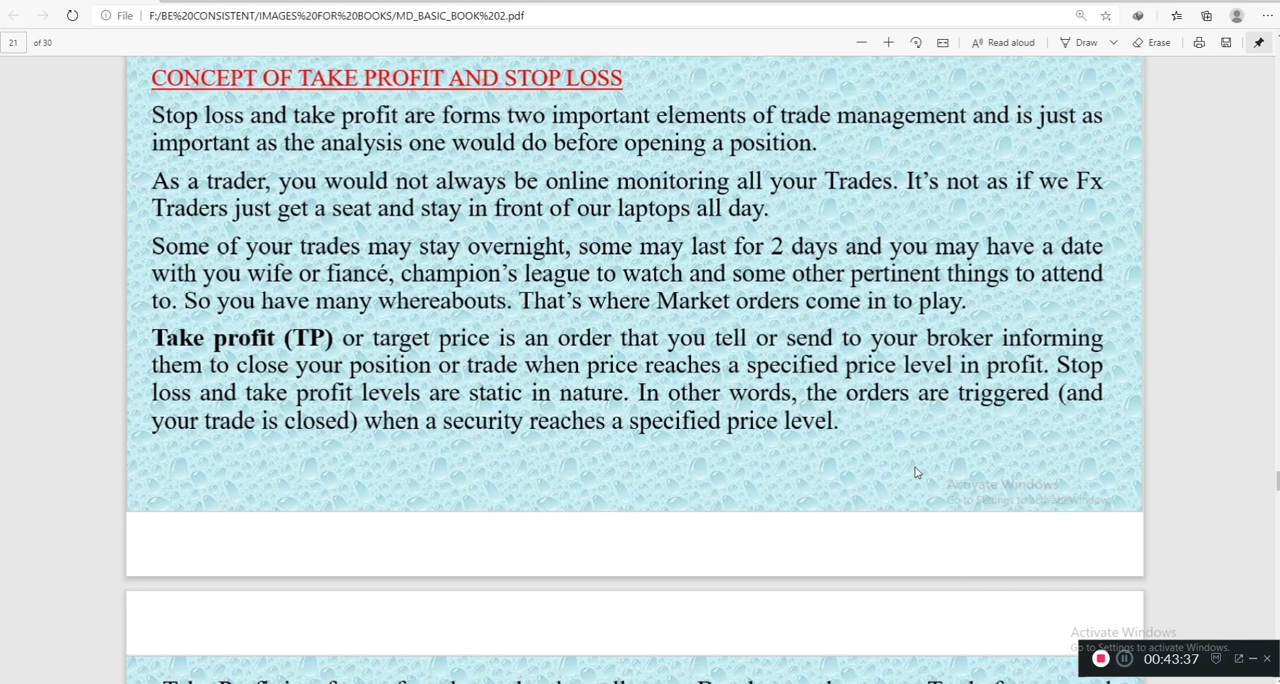 File
F:/BE%20CONSISTENT/IMAGES%20FOR%20BOOKS/MD_BASIC_BOOK%202.pdf
21 of 30
Read aloud
Draw
Erase
CONCEPT OF TAKE PROFIT AND STOP LOSS
Stop loss and take profit are forms two important elements of trade management and is just as
important as the analysis one would do before opening a position.
As a trader, you would not always be online monitoring all your Trades. It’s not as if we Fx
Traders just get a seat and stay in front of our laptops all day.
Some of your trades may stay overnight, some may last for 2 days and you may have a date
with you wife or fiancé, champion’s league to watch and some other pertinent things to attend
to. So you have many whereabouts. That’s where Market orders come in to play.
Take profit (TP) or target price is an order that you tell or send to your broker informing
them to close your position or trade when price reaches a specified price level in profit. Stop
loss and take profit levels are static in nature. In other words, the orders are triggered (and
your trade is closed) when a security reaches a specified price level.
Activate Windows
Go to Settings to activate Windows.
Activate Windows
Go to Settings to activate Windows.
00:43:37